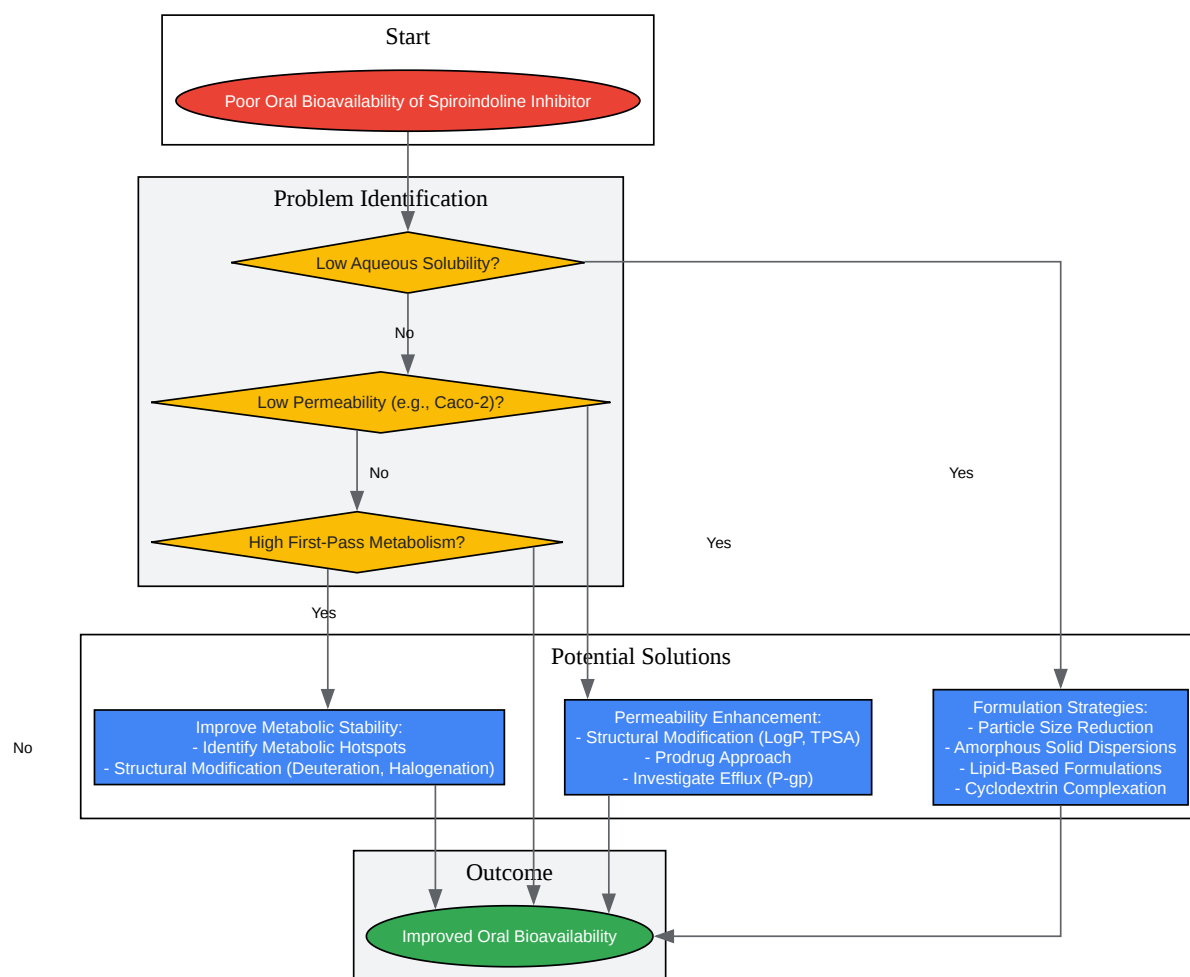 Start
Poor Oral Bioavailability of Spiroindoline Inhibitor
Problem Identification
Low Aqueous Solubility?
No
Low Permeability (e.g., Caco-2)?
No
Yes
High First-Pass Metabolism?
Yes
Yes
Potential Solutions
Improve Metabolic Stability:
- Identify Metabolic Hotspots
- Structural Modification (Deuteration, Halogenation)
Permeability Enhancement:
- Structural Modification (LogP, TPSA)
- Prodrug Approach
- Investigate Efflux (P-gp)
Formulation Strategies:
- Particle Size Reduction
- Amorphous Solid Dispersions
- Lipid-Based Formulations
- Cyclodextrin Complexation
No
Outcome
Improved Oral Bioavailability